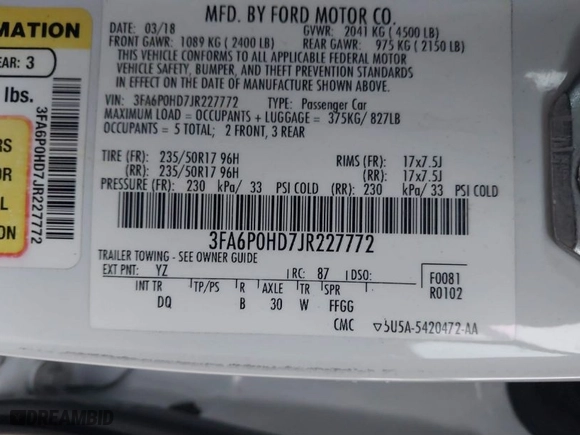 MFD. BY FORD MOTOR CO.
DATE: 03/18 GVWR: 2041 KG ( 4500 LB)
FRONT GAWR: 1089 KG ( 2400 LB) REAR GAWR: 975 KG ( 2150 LB)
THIS VEHICLE CONFORMS TO ALL APPLICABLE FEDERAL MOTOR
VEHICLE SAFETY, BUMPER, AND THEFT PREVENTION STANDARDS IN
EFFECT ON THE DATE OF MANUFACTURE SHOWN ABOVE.
VIN: 3FA6P0HD7JR227772 TYPE: Passenger Car
MAXIMUM LOAD = OCCUPANTS + LUGGAGE = 375KG/ 827LB
OCCUPANTS = 5 TOTAL; 2 FRONT, 3 REAR
TIRE (FR): 235/50R17 96H RIMS (FR): 17x7.5J
(RR): 235/50R17 96H (RR): 17x7.5J
PRESSURE (FR): 230 kPa/ 33 PSI COLD (RR): 230 kPa/ 33 PSI COLD
3FA6P0HD7JR227772
TRAILER TOWING - SEE OWNER GUIDE
EXT PNT: YZ RC: 87 DSO:
F0081
R0102
INT TR TP/PS R AXLE TR SPR
DQ B 30 W FFGG
CMC 5U5A-5420472-AA
RMATION
EAR: 3
lbs.
OR
AL
ION
3FA6P0HD7JR227772
DREAMBID